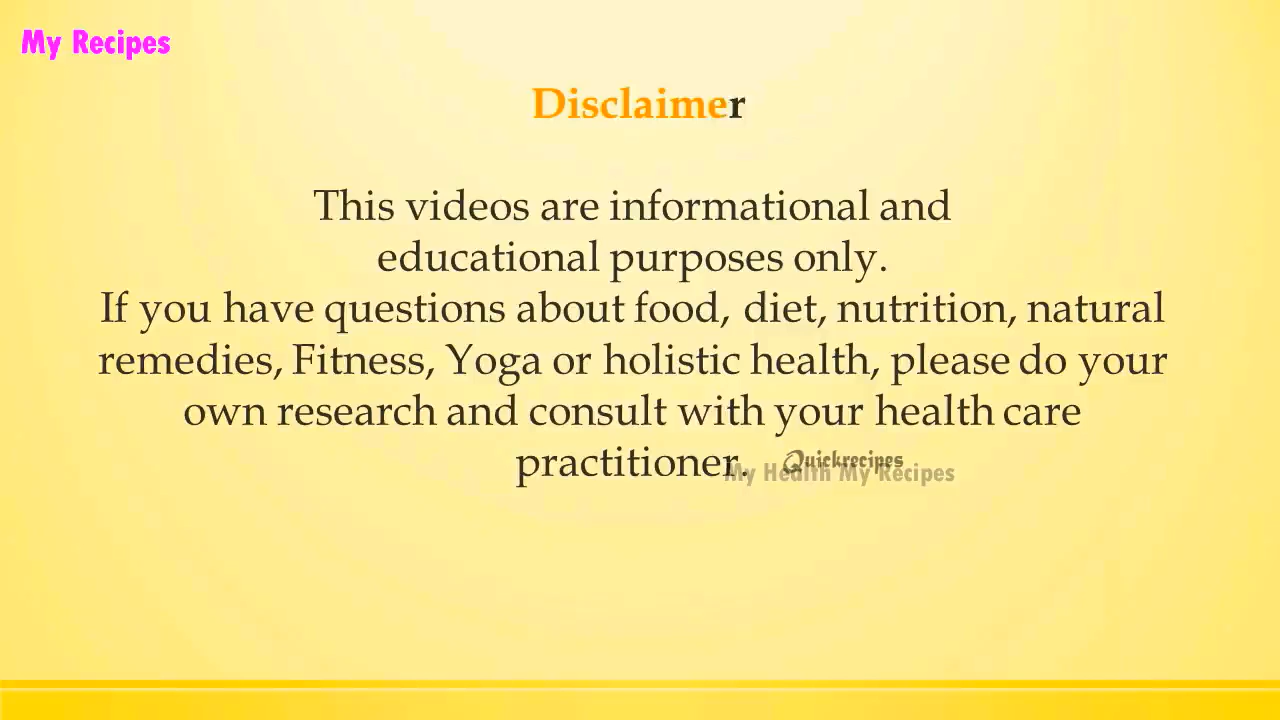 My Recipes
Disclaimer
This videos are informational and
educational purposes only.
If you have questions about food, diet, nutrition, natural
remedies, Fitness, Yoga or holistic health, please do your
own research and consult with your health care
practitioner.
Quickrecipes
My Health My Recipes